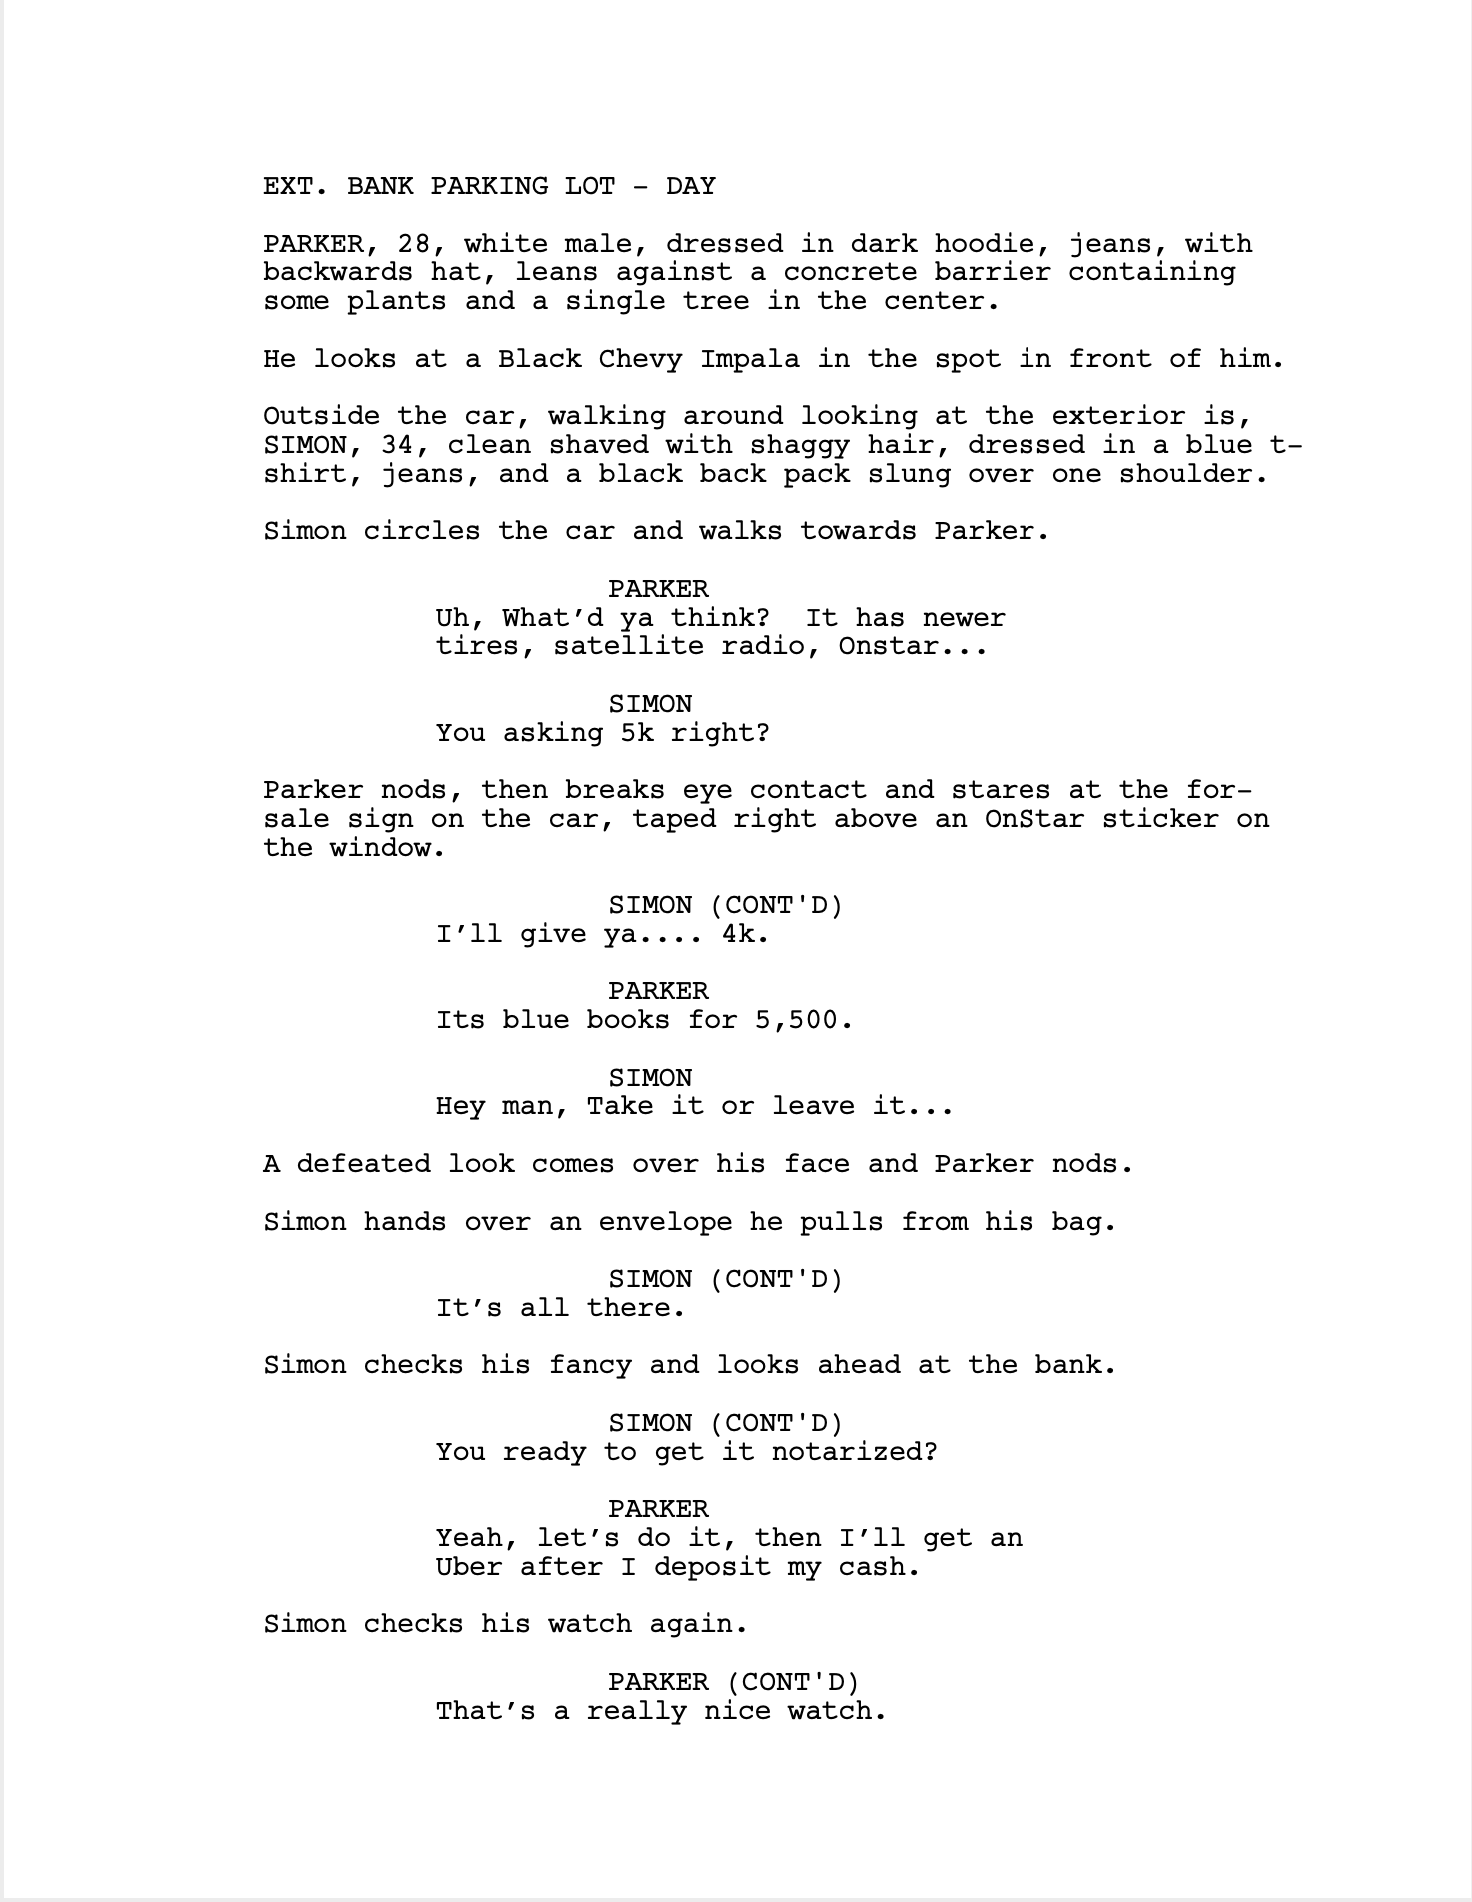 EXT. BANK PARKING LOT - DAY
PARKER, 28, white male, dressed in dark hoodie, jeans, with
backwards hat, leans against a concrete barrier containing
some plants and a single tree in the center.
He looks at a Black Chevy Impala in the spot in front of him.
Outside the car, walking around looking at the exterior is,
SIMON, 34, clean shaved with shaggy hair, dressed in a blue t-
shirt, jeans, and a black back pack slung over one shoulder.
Simon circles the car and walks towards Parker.
PARKER
Uh, What’d ya think?  It has newer
tires, satellite radio, Onstar...
SIMON
You asking 5k right?
Parker nods, then breaks eye contact and stares at the for-
sale sign on the car, taped right above an OnStar sticker on
the window.
SIMON (CONT'D)
I’ll give ya.... 4k.
PARKER
Its blue books for 5,500.
SIMON
Hey man, Take it or leave it...
A defeated look comes over his face and Parker nods.
Simon hands over an envelope he pulls from his bag.
SIMON (CONT'D)
It’s all there.
Simon checks his fancy and looks ahead at the bank.
SIMON (CONT'D)
You ready to get it notarized?
PARKER
Yeah, let’s do it, then I’ll get an
Uber after I deposit my cash.
Simon checks his watch again.
PARKER (CONT'D)
That’s a really nice watch.